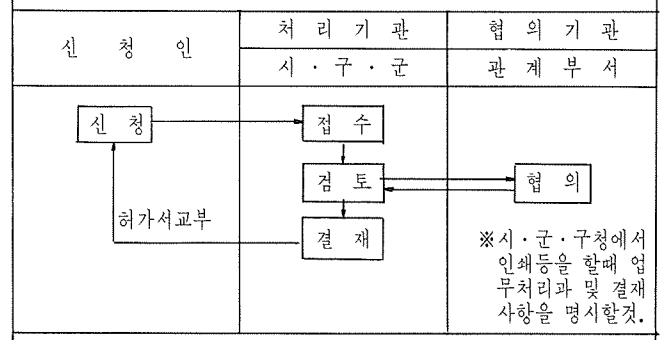 신 청 인
처 리 기 관
협 의 기 관
시 · 구 · 군
관 계 부 서
신 청
접 수
검 토
협 의
허가서교부
결 재
※시 · 군 · 구청에서
인쇄등을 할때 업
무처리과 및 결재
사항을 명시할것.